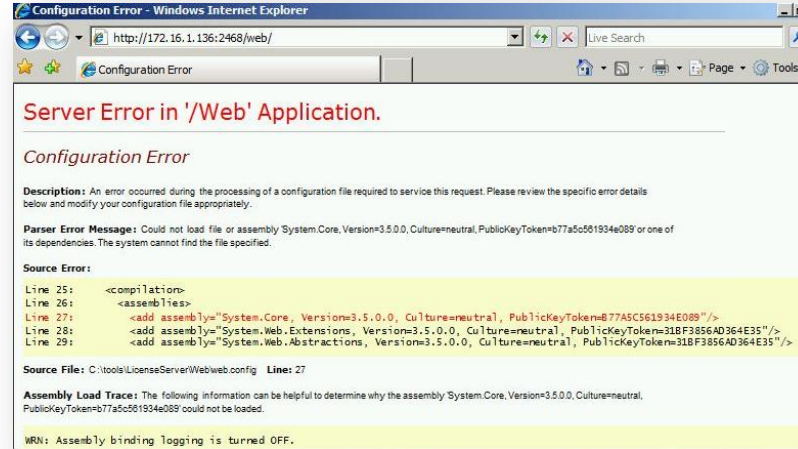 Configuration Error - Windows Internet Explorer
http://172.16.1.136:2468/web/
Live Search
Configuration Error
Page
Tools
Server Error in '/Web' Application.
Configuration Error
Description: An error occurred during the processing of a configuration file required to service this request. Please review the specific error details
below and modify your configuration file appropriately.
Parser Error Message: Could not load file or assembly 'System.Core, Version=3.5.0.0, Culture=neutral, PublicKeyToken=b77a5c561934e089' or one of
its dependencies. The system cannot find the file specified.
Source Error:
Line 25: <compilation>
Line 26: <assemblies>
Line 27: <add assembly="System.Core, Version=3.5.0.0, Culture=neutral, PublicKeyToken=B77A5C561934E089"/>
Line 28: <add assembly="System.Web.Extensions, Version=3.5.0.0, Culture=neutral, PublicKeyToken=31BF3856AD364E35"/>
Line 29: <add assembly="System.Web.Abstractions, Version=3.5.0.0, Culture=neutral, PublicKeyToken=31BF3856AD364E35"/>
Source File: C:\tools\LicenseServer\Web\web.config Line: 27
Assembly Load Trace: The following information can be helpful to determine why the assembly 'System.Core, Version=3.5.0.0, Culture=neutral,
PublicKeyToken=b77a5c561934e089' could not be loaded.
WRN: Assembly binding logging is turned OFF.